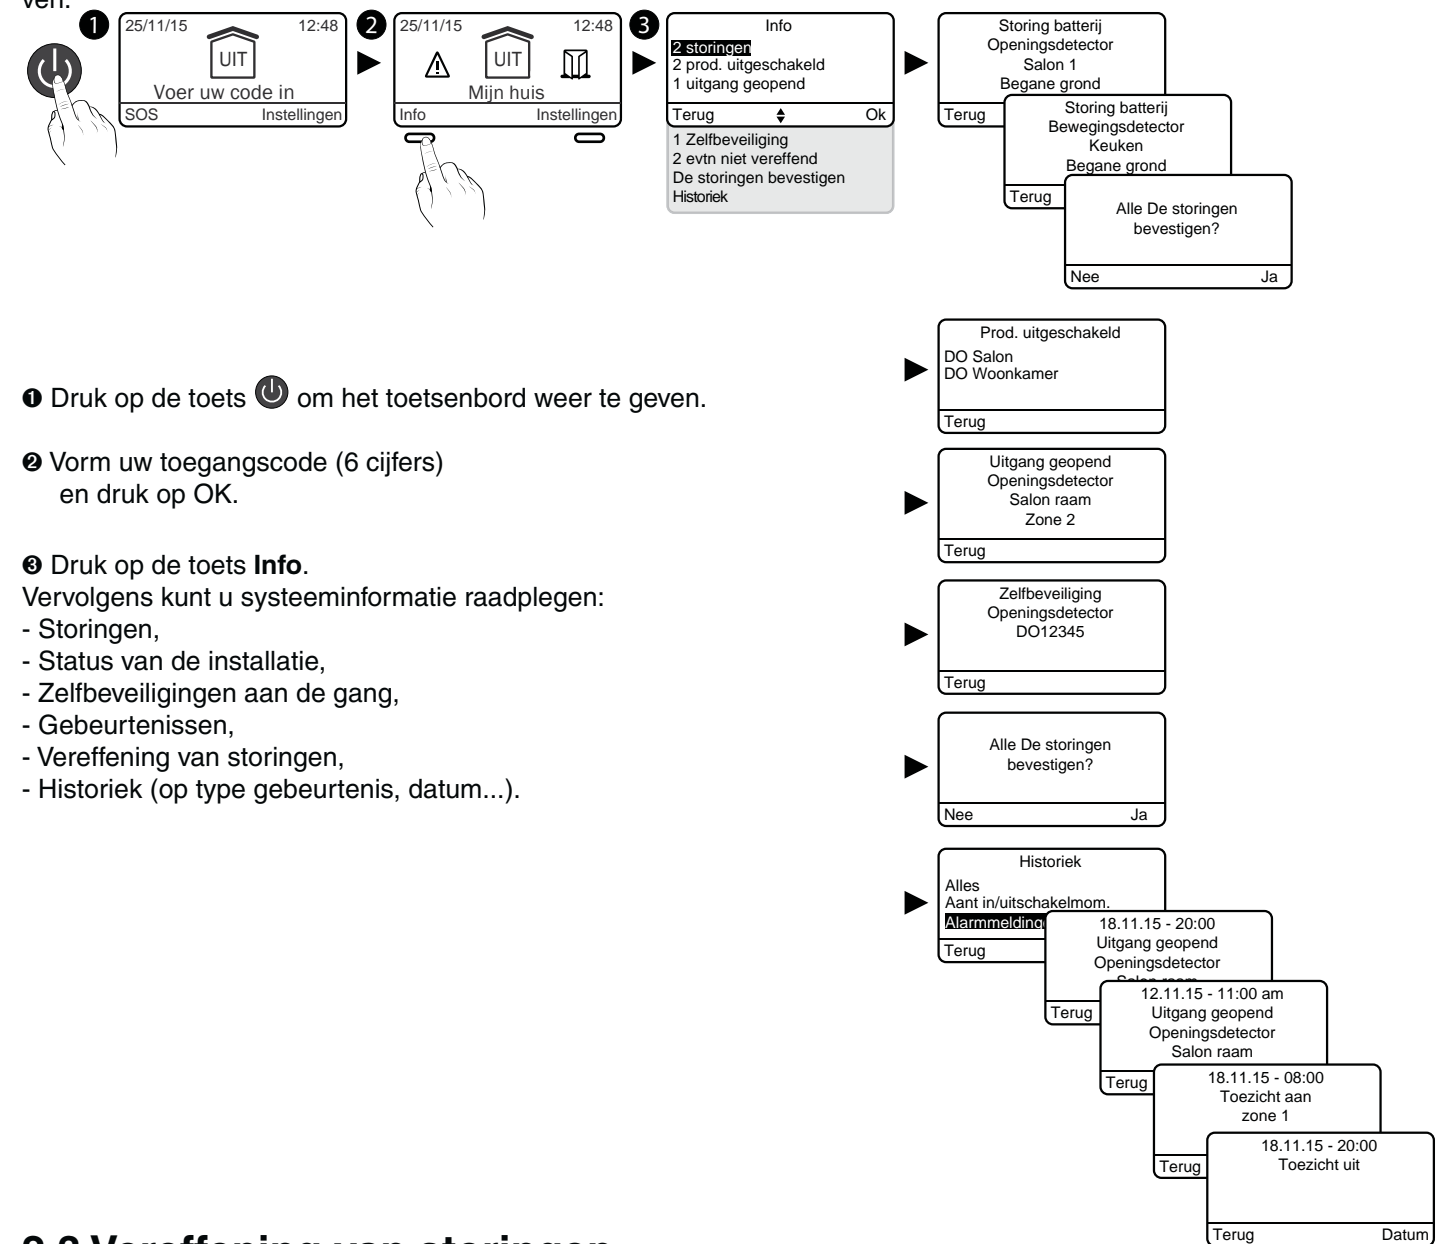 ven.
1
25/11/15 12:48
UIT
Voer uw code in
SOS Instellingen
2
25/11/15 12:48
UIT
Mijn huis
Info Instellingen
3
Info
2 storingen
2 prod. uitgeschakeld
1 uitgang geopend
Terug Ok
1 Zelfbeveiliging
2 evtn niet vereffend
De storingen bevestigen
Historiek
Storing batterij
Openingsdetector
Salon 1
Begane grond
Terug
Storing batterij
Bewegingsdetector
Keuken
Begane grond
Terug
Alle De storingen
bevestigen?
Nee Ja
❶ Druk op de toets om het toetsenbord weer te geven.
❷ Vorm uw toegangscode (6 cijfers)
en druk op OK.
❸ Druk op de toets Info.
Vervolgens kunt u systeeminformatie raadplegen:
- Storingen,
- Status van de installatie,
- Zelfbeveiligingen aan de gang,
- Gebeurtenissen,
- Vereffening van storingen,
- Historiek (op type gebeurtenis, datum...).
Prod. uitgeschakeld
DO Salon
DO Woonkamer
Terug
Uitgang geopend
Openingsdetector
Salon raam
Zone 2
Terug
Zelfbeveiliging
Openingsdetector
DO12345
Terug
Alle De storingen
bevestigen?
Nee Ja
Historiek
Alles
Aant in/uitschakelmom.
Alarmmelding
Terug
18.11.15 - 20:00
Uitgang geopend
Openingsdetector
Salon raam
Terug
12.11.15 - 11:00 am
Uitgang geopend
Openingsdetector
Salon raam
Terug
18.11.15 - 08:00
Toezicht aan
zone 1
Terug
18.11.15 - 20:00
Toezicht uit
Terug Datum
Vereffening van storingen